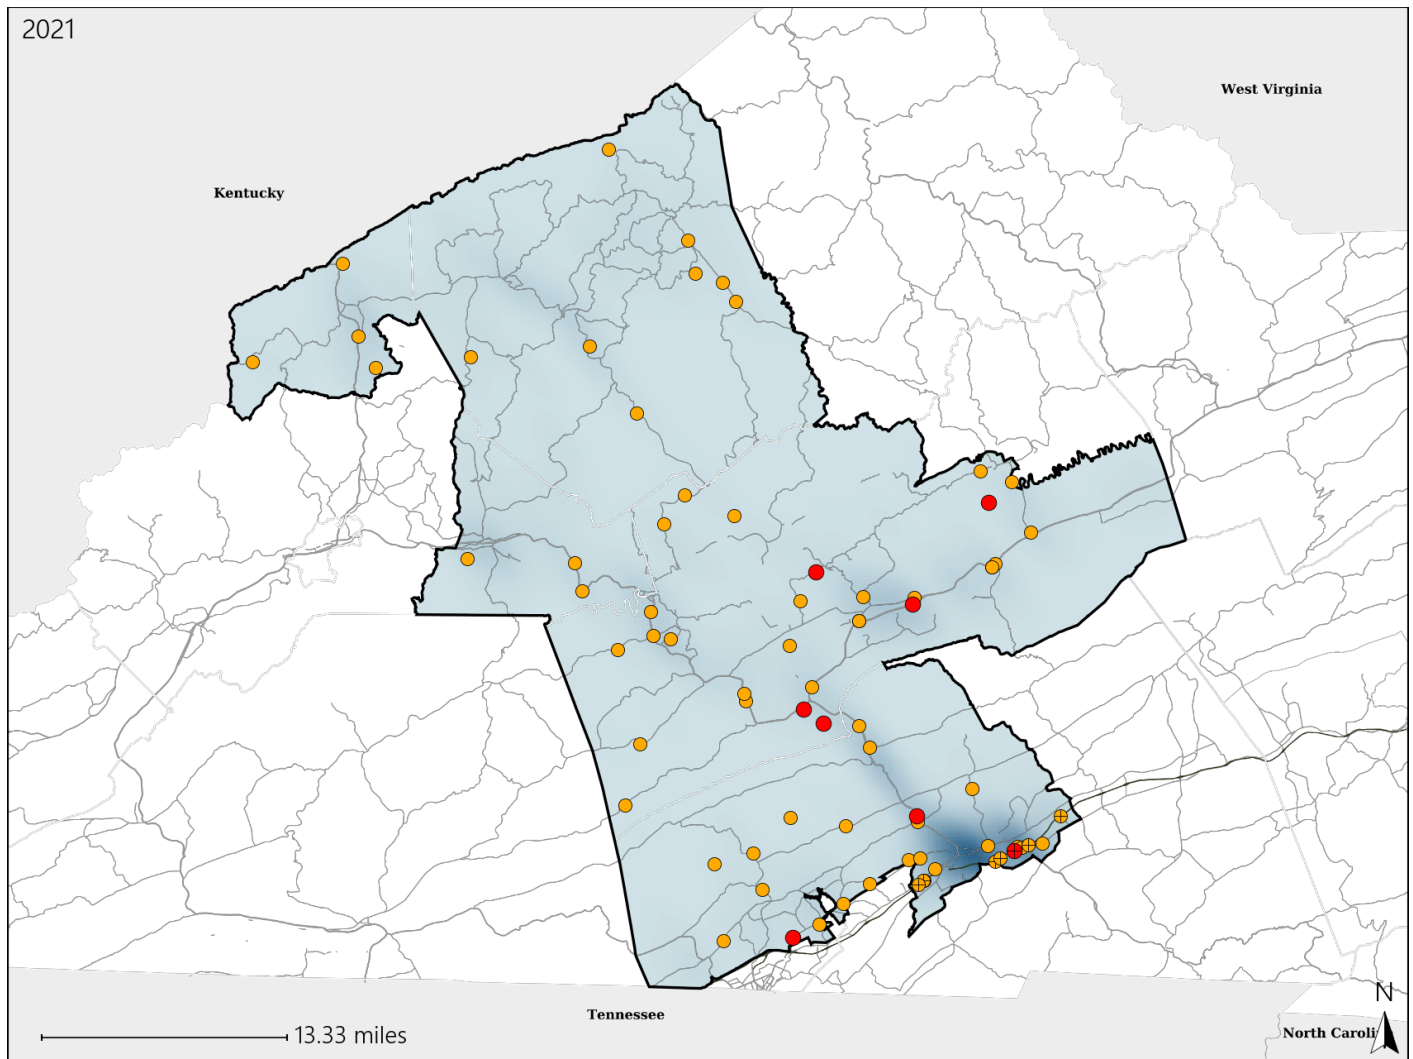 2021
West Virginia
Kentucky
N
Tennessee
North Caroli
13.33 miles